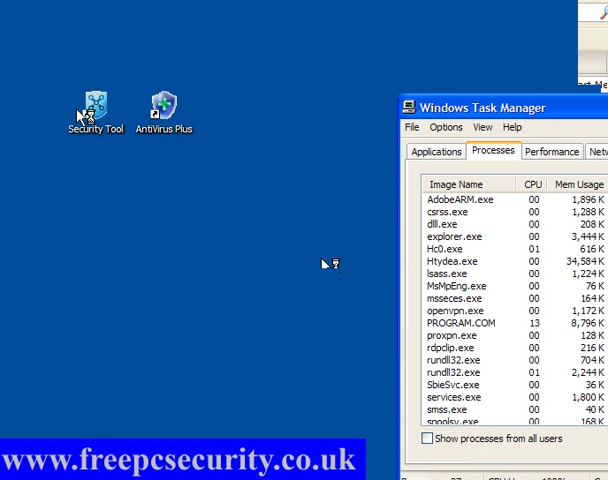 Security Tool
AntiVirus Plus
Windows Task Manager
File Options View Help
Applications Processes Performance
Image Name CPU Mem Usage
AdobeARM.exe 00 1,896 K
csrss.exe 00 1,288 K
dll.exe 00 208 K
explorer.exe 00 3,444 K
Hc0.exe 01 616 K
Htydea.exe 00 34,584 K
lsass.exe 00 1,224 K
MsMpEng.exe 00 76 K
msseces.exe 00 164 K
openvpn.exe 00 1,172 K
PROGRAM.COM 13 8,796 K
proxpn.exe 00 128 K
rdpclip.exe 00 216 K
rundll32.exe 00 704 K
rundll32.exe 01 2,244 K
SbieSvc.exe 00 36 K
services.exe 00 1,800 K
smss.exe 00 40 K
spoolsv.exe 00 168 K
Show processes from all users
www.freepcsecurity.co.uk